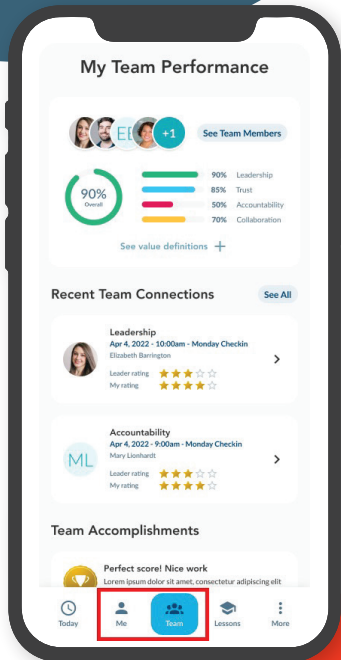 My Team Performance
EB
+1
See Team Members
90%
Overall
90% Leadership
85% Trust
50% Accountability
70% Collaboration
See value definitions +
Recent Team Connections
See All
Leadership
Apr 4, 2022 - 10:00am - Monday Checkin
Elizabeth Barrington
Leader rating
My rating
ML
Accountability
Apr 4, 2022 - 9:00am - Monday Checkin
Mary Lionhardt
Leader rating
My rating
Team Accomplishments
Perfect score! Nice work
Lorem ipsum dolor sit amet, consectetur adipiscing elit
Today
Me
Team
Lessons
More